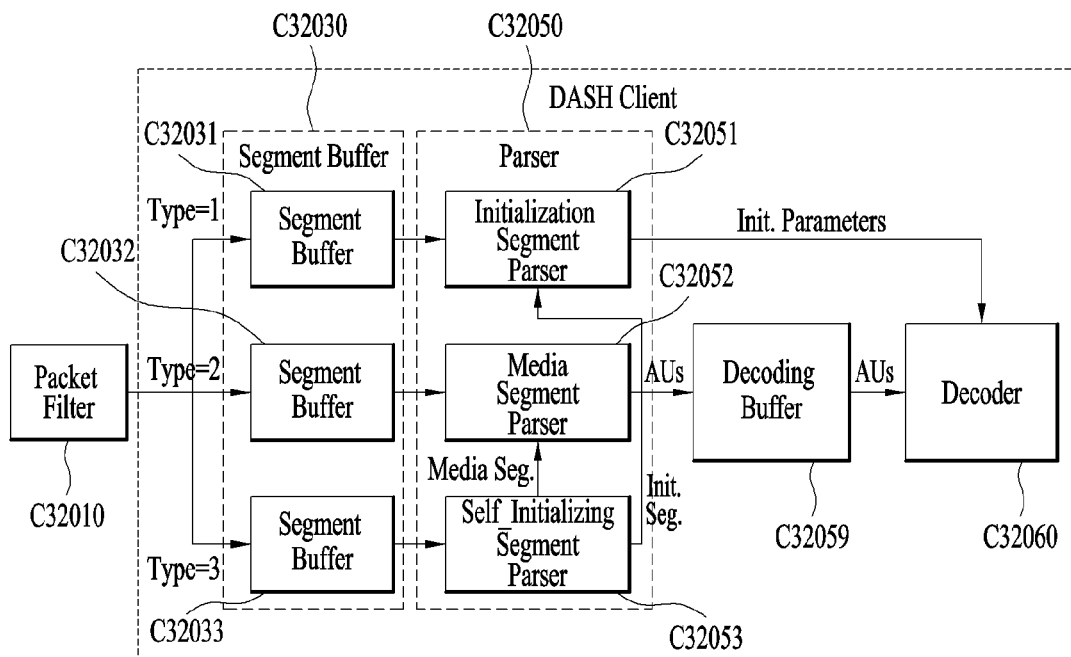 C32030
C32050
DASH Client
C32031
C32051
Segment Buffer
Parser
Type=1
Segment
Buffer
Initialization
Segment
Parser
Init. Parameters
C32032
C32052
Packet
Filter
Type=2
Segment
Buffer
Media
Segment
Parser
AUs
Decoding
Buffer
AUs
Decoder
Media Seg.
Init.
Seg.
C32010
Segment
Buffer
Self_Initializing
Segment
Parser
C32059
C32060
Type=3
C32033
C32053